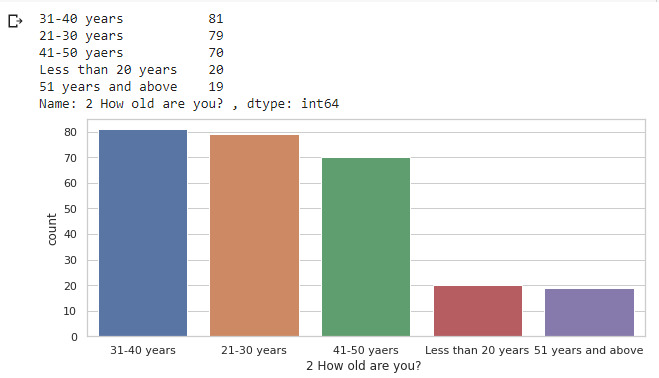 31-40 years 81
21-30 years 79
41-50 yaers 70
Less than 20 years 20
51 years and above 19
Name: 2 How old are you? , dtype: int64
80
70
60
50
40
30
20
10
0
count
31-40 years 21-30 years 41-50 yaers Less than 20 years 51 years and above
2 How old are you?